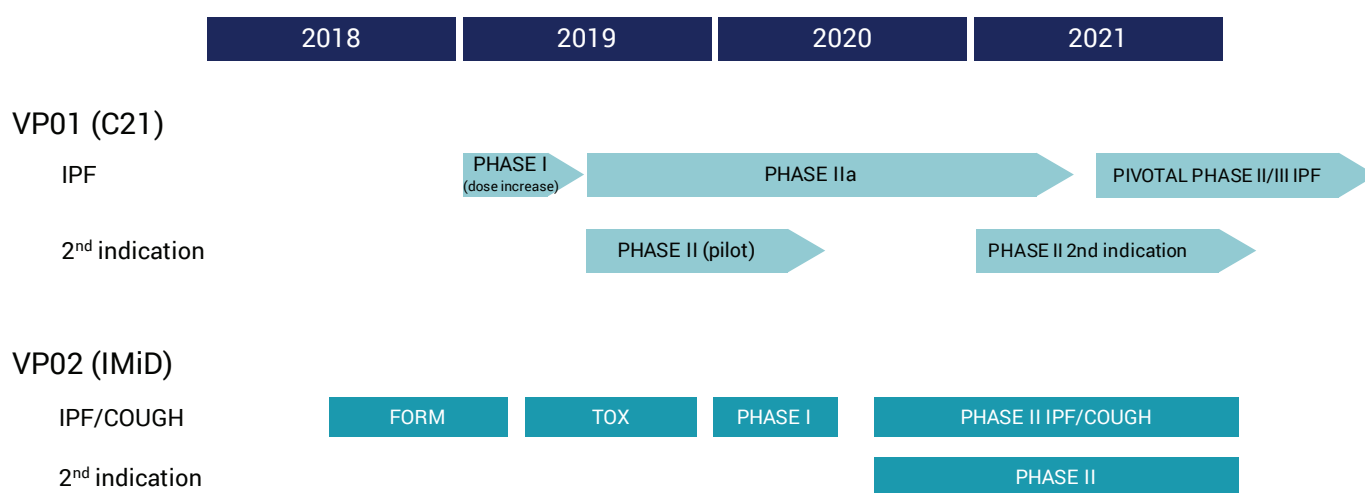 2018 2019 2020 2021
VP01 (C21)
IPF PHASE I PHASE IIa PIVOTAL PHASE II/III IPF
(dose increase)
2nd indication PHASE II (pilot) PHASE II 2nd indication
VP02 (IMiD)
IPF/COUGH FORM TOX PHASE I PHASE II IPF/COUGH
2nd indication PHASE II